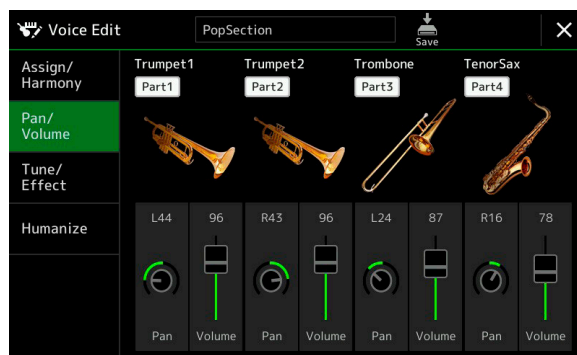 Voice Edit
PopSection
Save
Assign/
Harmony
Pan/
Volume
Tune/
Effect
Humanize
Trumpet1
Trumpet2
Trombone
TenorSax
Part1
Part2
Part3
Part4
L44 96 R43 96 L24 87 R16 78
Pan Volume Pan Volume Pan Volume Pan Volume